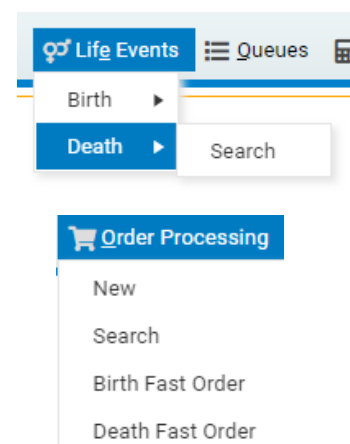 Life Events Queues
Birth
Death Search
Order Processing
New
Search
Birth Fast Order
Death Fast Order